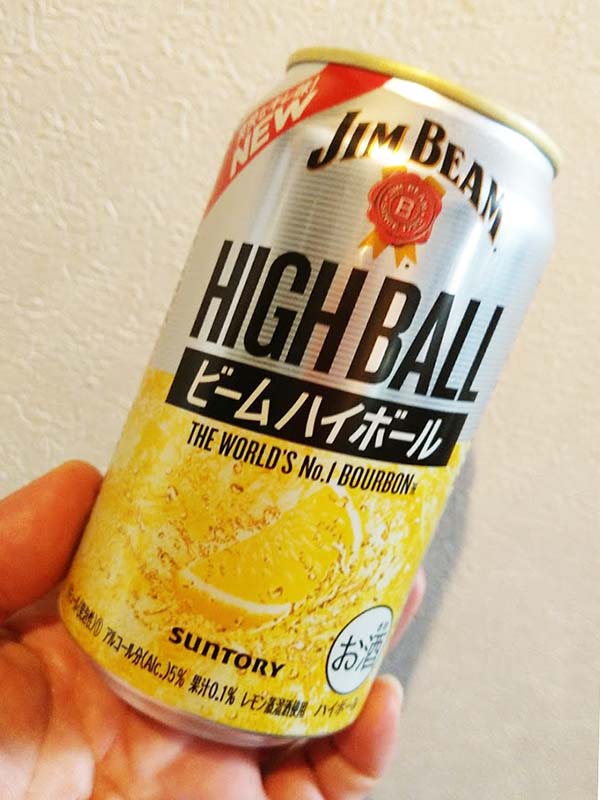 NEW
JIM BEAM
B
HIGHBALL
ビームハイボール
THE WORLD'S No.1 BOURBON
SUNTORY
お酒
アルコール分(Alc.)5% 果汁0.1% レモン蒸溜酒使用 ハイボール